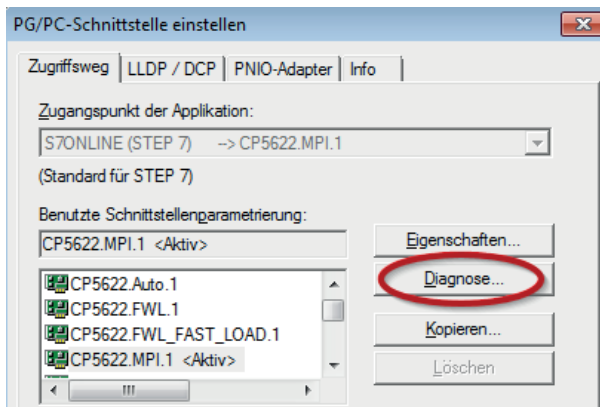 PG/PC-Schnittstelle einstellen
Zugriffsweg LLDP / DCP PNIO-Adapter Info
Zugangspunkt der Applikation:
S7ONLINE (STEP 7) --> CP5622.MPI.1
(Standard für STEP 7)
Benutzte Schnittstellenparametrierung:
CP5622.MPI.1 <Aktiv>
Eigenschaften...
CP5622.Auto.1
Diagnose...
CP5622.FWL.1
CP5622.FWL_FAST_LOAD.1
Kopieren...
CP5622.MPI.1 <Aktiv>
Löschen